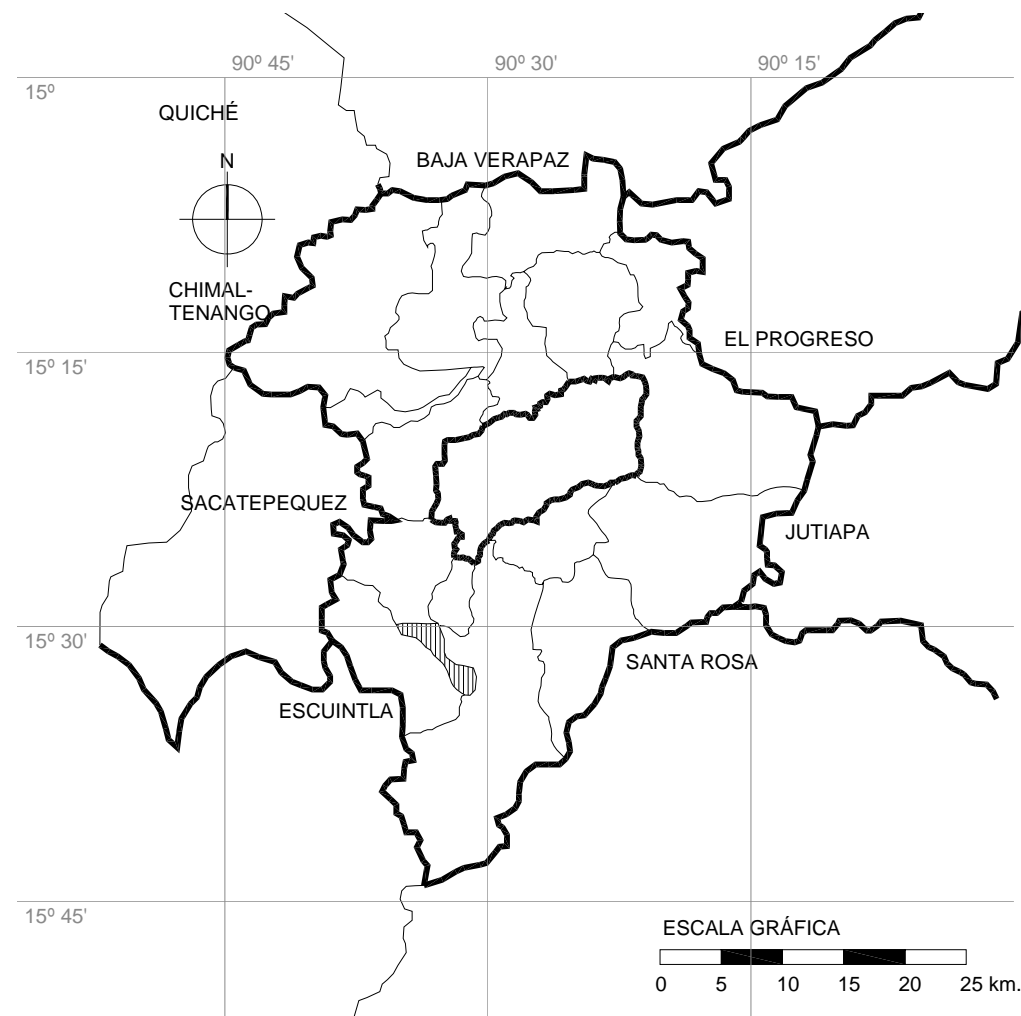 90º 45'
90º 30'
90º 15'
15º
QUICHÉ
N
BAJA VERAPAZ
CHIMAL-
TENANGO
EL PROGRESO
15º 15'
SACATEPEQUEZ
JUTIAPA
15º 30'
SANTA ROSA
ESCUINTLA
15º 45'
ESCALA GRÁFICA
0 5 10 15 20 25 km.